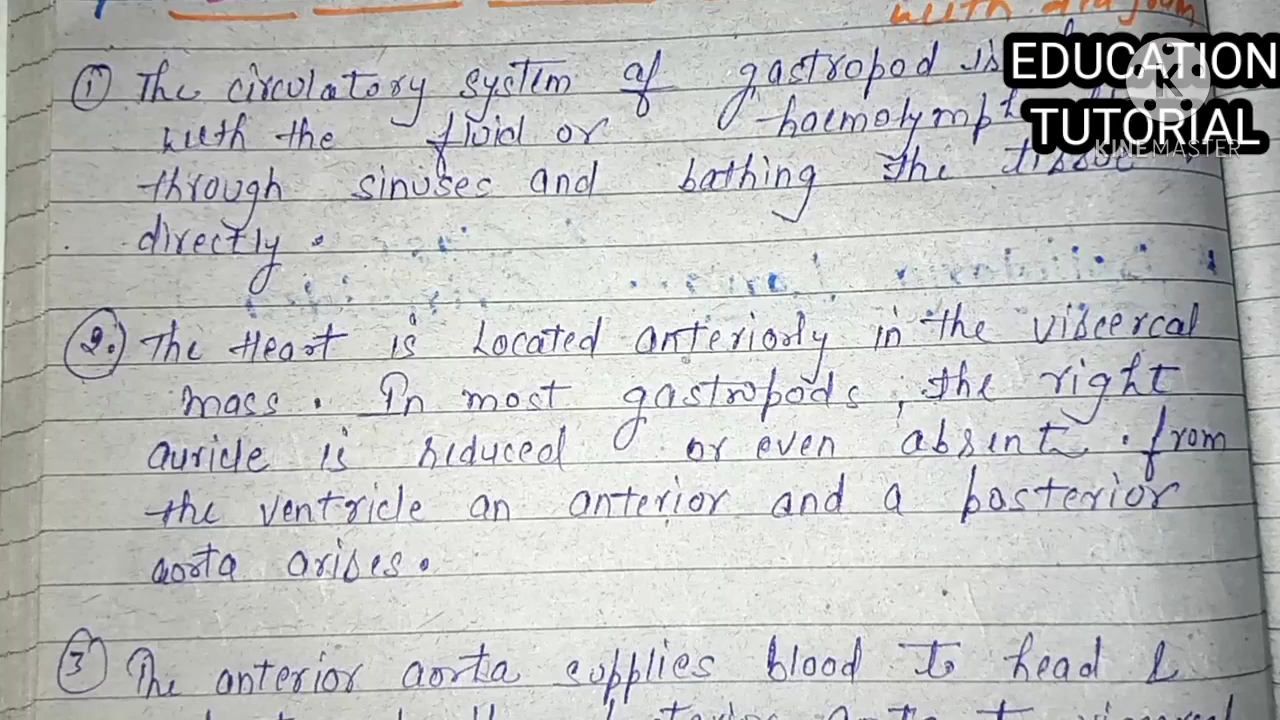 with diagram
EDUCATION
TUTORIAL
KINEMASTER
① The circulatory system of gastropod is
with the fluid or haemolymph
through sinuses and bathing the tissue
directly.
②. The Heart is Located anteriorly in the viscercal
mass. In most gastropods, the right
auricle is reduced or even absent. from
the ventricle an anterior and a posterior
aorta arises.
③ The anterior aorta supplies blood to head &